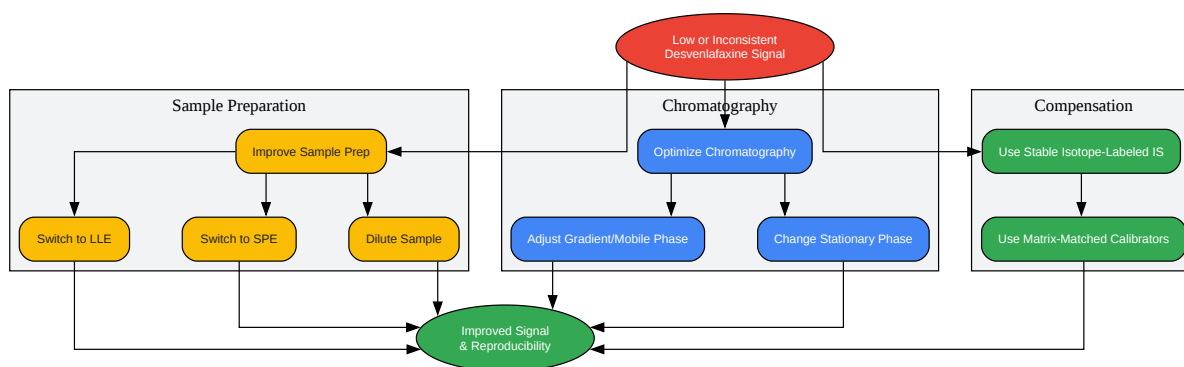 Low or Inconsistent
Desvenlafaxine Signal
Sample Preparation
Chromatography
Compensation
Improve Sample Prep
Optimize Chromatography
Use Stable Isotope-Labeled IS
Switch to LLE
Switch to SPE
Dilute Sample
Adjust Gradient/Mobile Phase
Change Stationary Phase
Use Matrix-Matched Calibrators
Improved Signal
& Reproducibility